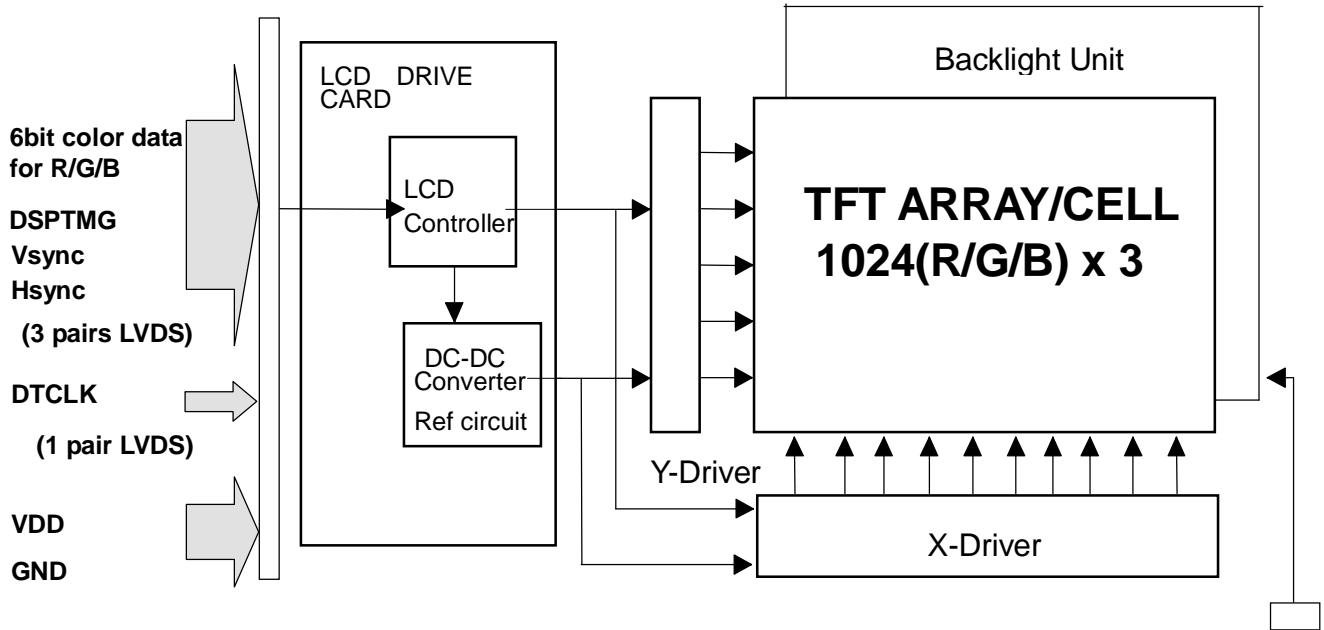 6bit color data
for R/G/B
DSPTMG
Vsync
Hsync
(3 pairs LVDS)
DTCLK
(1 pair LVDS)
VDD
GND
LCD DRIVE
CARD
LCD
Controller
DC-DC
Converter
Ref circuit
Y-Driver
X-Driver
Backlight Unit
TFT ARRAY/CELL
1024(R/G/B) x 3